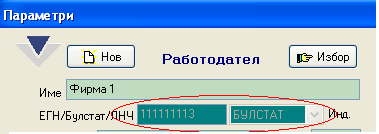 Параметри
Нов Работодател Избор
Име Фирма 1
ЕГН/Булстат/ЛНЧ 111111113 БУЛСТАТ Инд.